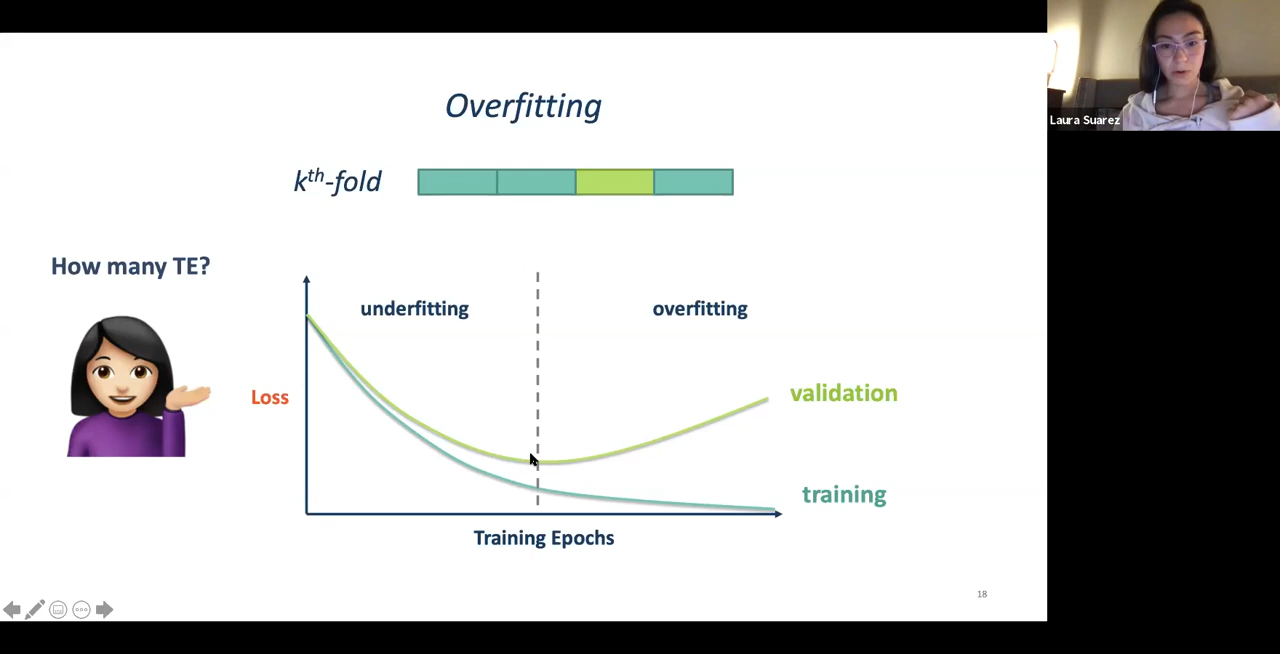 Overfitting
kth-fold
How many TE?
underfitting
overfitting
Loss
validation
training
Training Epochs
18
Laura Suarez